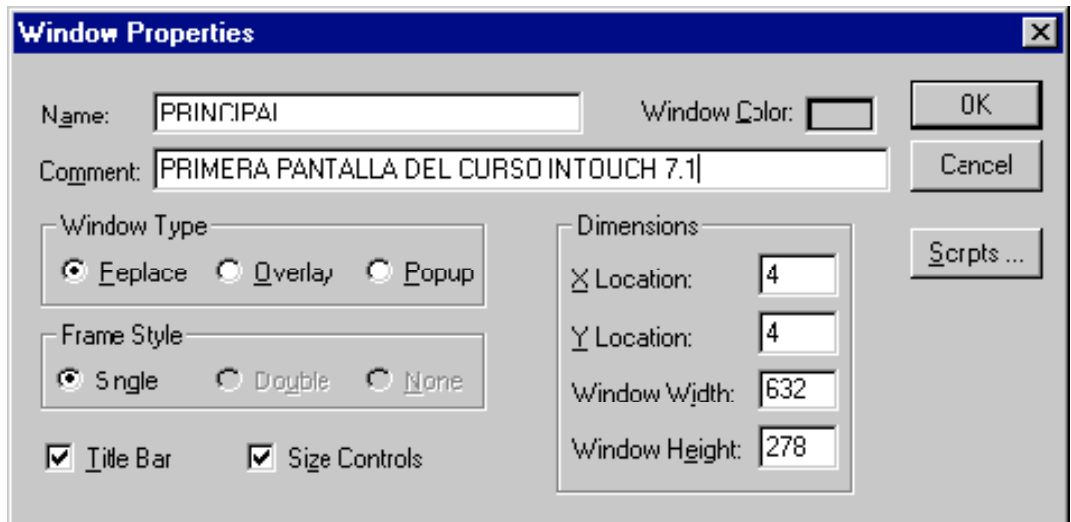 Window Properties
Name: PRINCIPAL Window Color: OK
Comment: PRIMERA PANTALLA DEL CURSO INTOUCH 7.1 Cancel
Window Type Dimensions
Feplace Overlay Popup X Location: 4 Scrpts ...
Frame Style Y Location: 4
Sngle Double None Window Width: 632
Title Bar Size Controls Window Height: 278